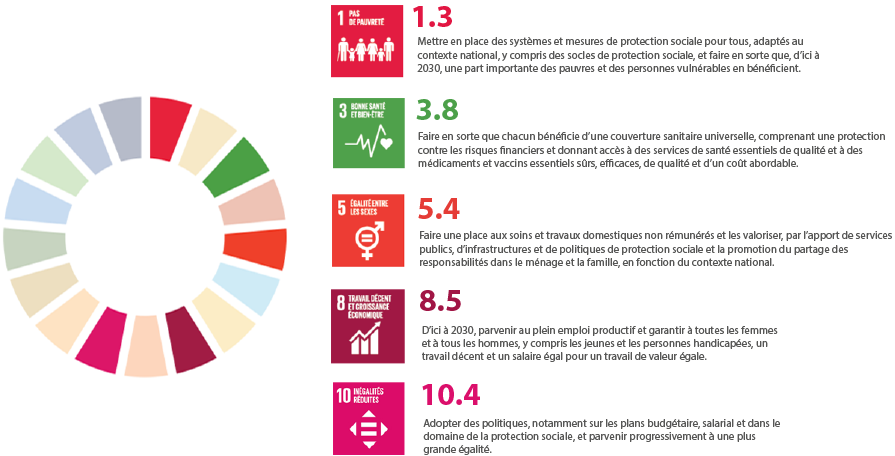 1 PAS
DE PAUVRETÉ
1.3
Mettre en place des systèmes et mesures de protection sociale pour tous, adaptés au
contexte national, y compris des socles de protection sociale, et faire en sorte que, d’ici à
2030, une part importante des pauvres et des personnes vulnérables en bénéficient.
3 BONNE SANTÉ
ET BIEN-ÊTRE
3.8
Faire en sorte que chacun bénéficie d’une couverture sanitaire universelle, comprenant une protection
contre les risques financiers et donnant accès à des services de santé essentiels de qualité et à des
médicaments et vaccins essentiels sûrs, efficaces, de qualité et d’un coût abordable.
5 ÉGALITÉ ENTRE
LES SEXES
5.4
Faire une place aux soins et travaux domestiques non rémunérés et les valoriser, par l’apport de services
publics, d’infrastructures et de politiques de protection sociale et la promotion du partage des
responsabilités dans le ménage et la famille, en fonction du contexte national.
8 TRAVAIL DÉCENT
ET CROISSANCE
ÉCONOMIQUE
8.5
D’ici à 2030, parvenir au plein emploi productif et garantir à toutes les femmes
et à tous les hommes, y compris les jeunes et les personnes handicapées, un
travail décent et un salaire égal pour un travail de valeur égale.
10 INÉGALITÉS
RÉDUITES
10.4
Adopter des politiques, notamment sur les plans budgétaire, salarial et dans le
domaine de la protection sociale, et parvenir progressivement à une plus
grande égalité.